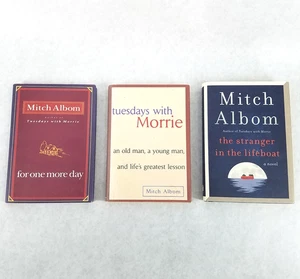 Mitch Albom
Tuesdays with Morrie
for one more day
tuesdays with
Morrie
an old man, a young man,
and life's greatest lesson
Mitch Albom
Mitch
Albom
Author of Tuesdays with Morrie
the stranger
in the lifeboat
a novel